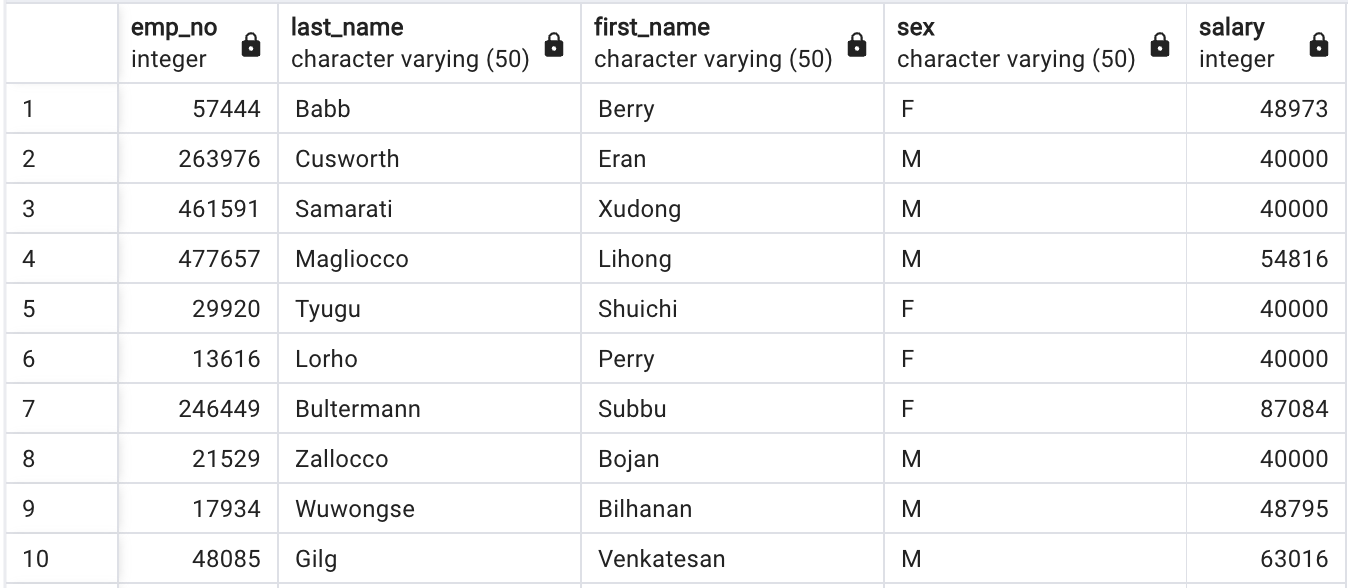 emp_no last_name first_name sex salary
integer character varying (50) character varying (50) character varying (50) integer
1 57444 Babb Berry F 48973
2 263976 Cusworth Eran M 40000
3 461591 Samarati Xudong M 40000
4 477657 Magliocco Lihong M 54816
5 29920 Tyugu Shuichi F 40000
6 13616 Lorho Perry F 40000
7 246449 Bultermann Subbu F 87084
8 21529 Zallocco Bojan M 40000
9 17934 Wuwongse Bilhanan M 48795
10 48085 Gilg Venkatesan M 63016